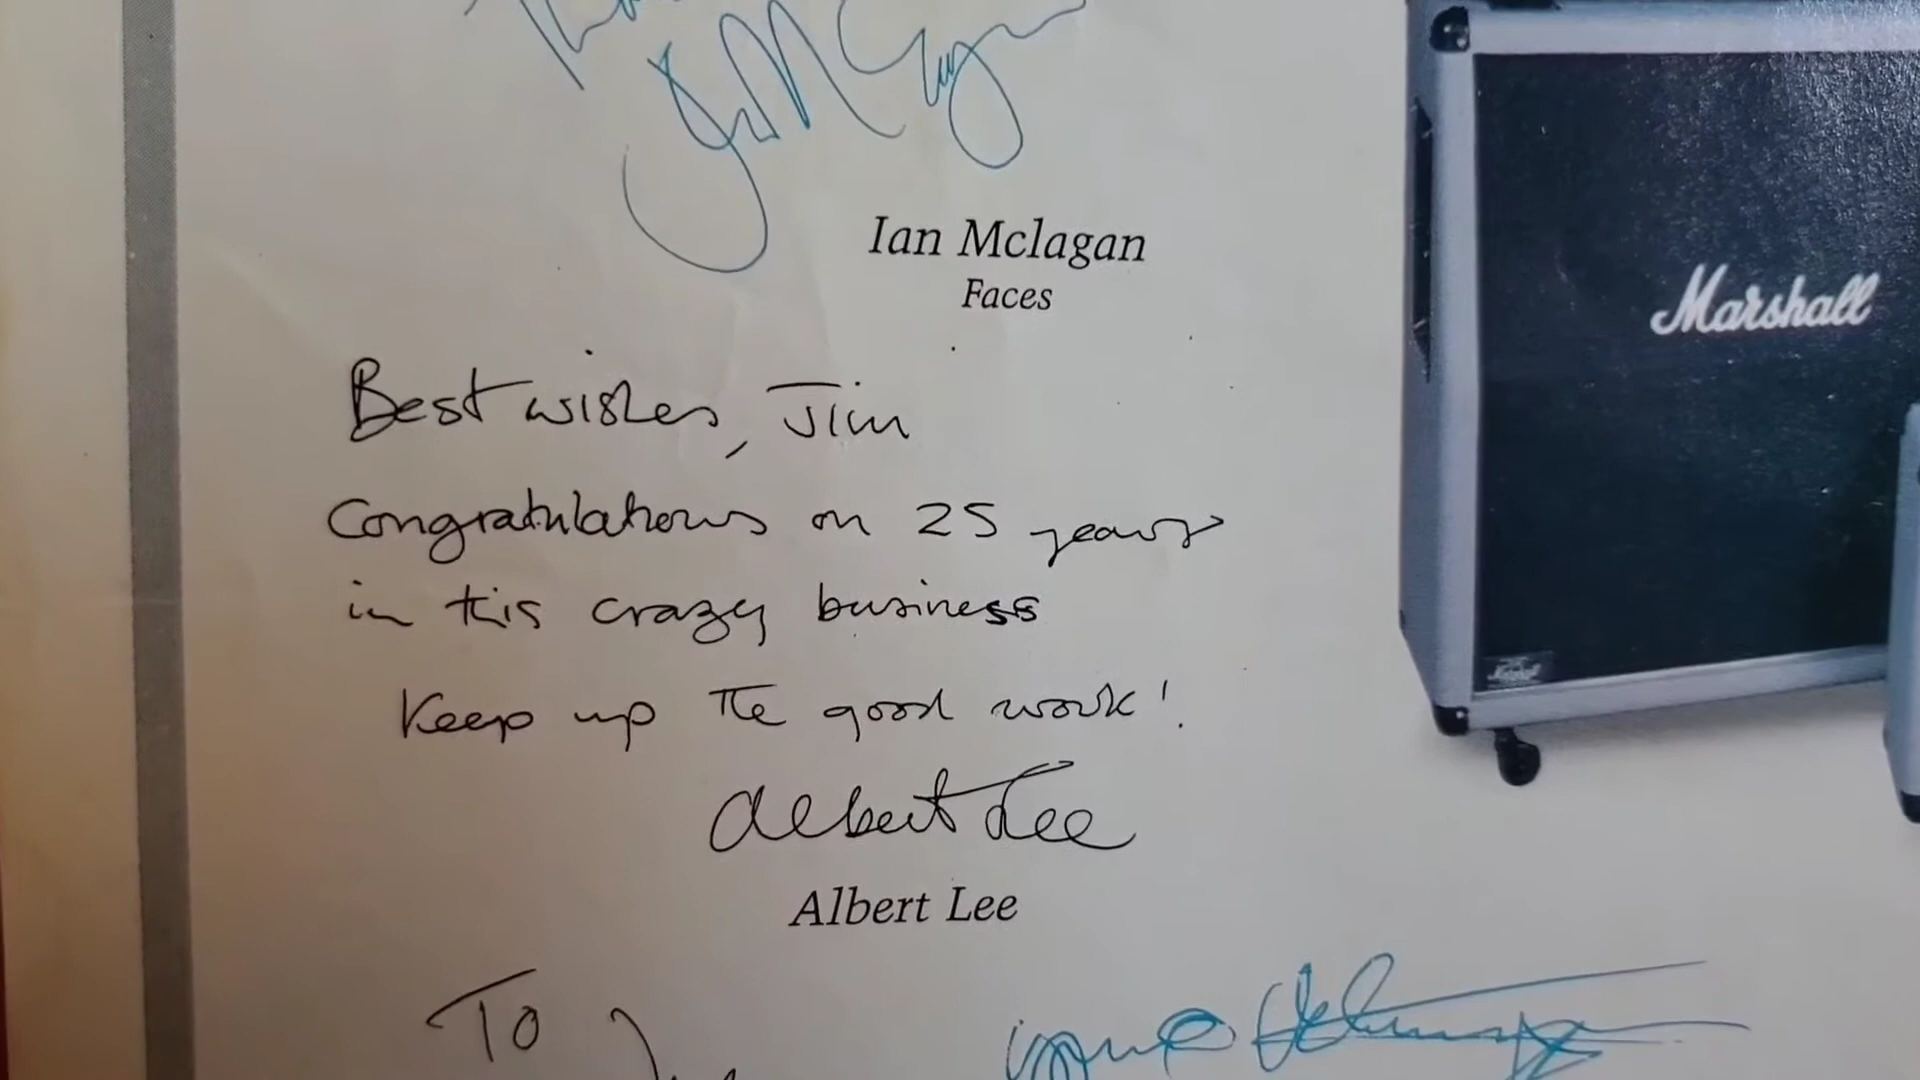 Ian Mclagan
Faces
Marshall
Best wishes, Jim
Congratulations on 25 years
in this crazy business
Keep up the good work!
Albert Lee
Albert Lee
To